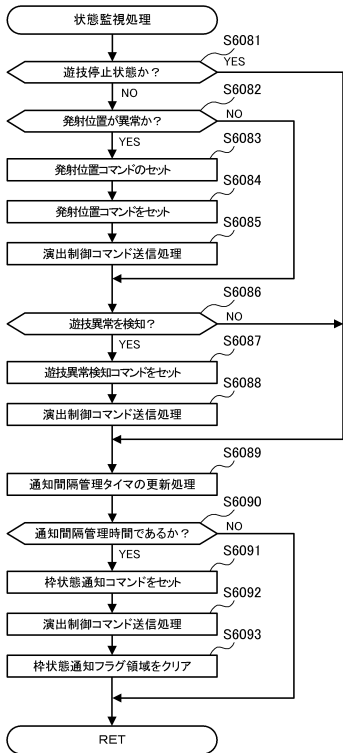 状態監視処理
S6081
遊技停止状態か？
YES
NO
S6082
発射位置が異常か？
NO
YES
S6083
発射位置コマンドのセット
S6084
発射位置コマンドをセット
S6085
演出制御コマンド送信処理
S6086
遊技異常を検知？
NO
YES
S6087
遊技異常検知コマンドをセット
S6088
演出制御コマンド送信処理
S6089
通知間隔管理タイマの更新処理
S6090
通知間隔管理時間であるか？
NO
YES
S6091
枠状態通知コマンドをセット
S6092
演出制御コマンド送信処理
S6093
枠状態通知フラグ領域をクリア
RET